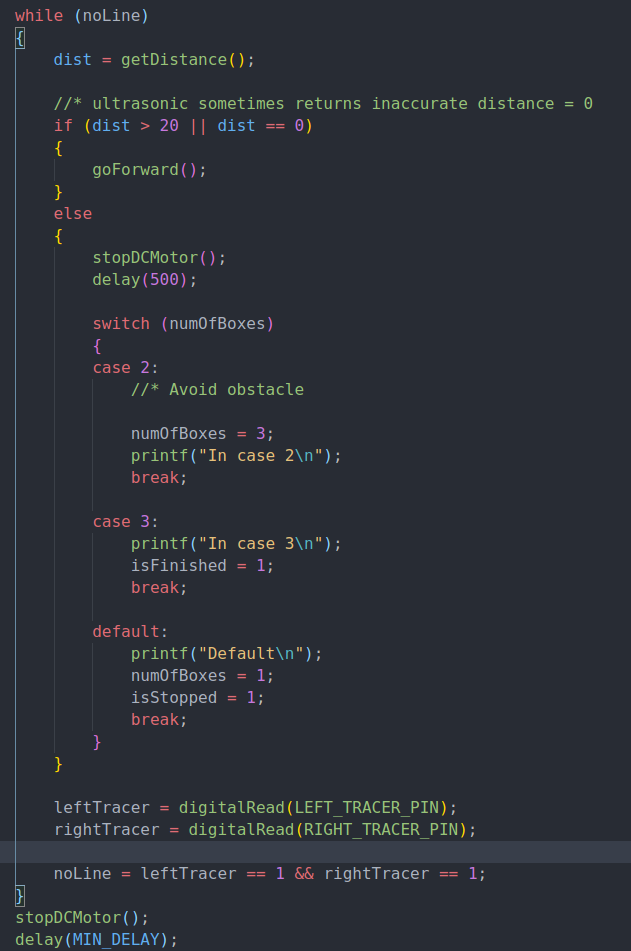 while (noLine)
{
    dist = getDistance();

    //* ultrasonic sometimes returns inaccurate distance = 0
    if (dist > 20 || dist == 0)
    {
        goForward();
    }
    else
    {
        stopDCMotor();
        delay(500);

        switch (numOfBoxes)
        {
        case 2:
            //* Avoid obstacle

            numOfBoxes = 3;
            printf("In case 2\n");
            break;

        case 3:
            printf("In case 3\n");
            isFinished = 1;
            break;

        default:
            printf("Default\n");
            numOfBoxes = 1;
            isStopped = 1;
            break;
        }
    }

    leftTracer = digitalRead(LEFT_TRACER_PIN);
    rightTracer = digitalRead(RIGHT_TRACER_PIN);

    noLine = leftTracer == 1 && rightTracer == 1;
}
stopDCMotor();
delay(MIN_DELAY);